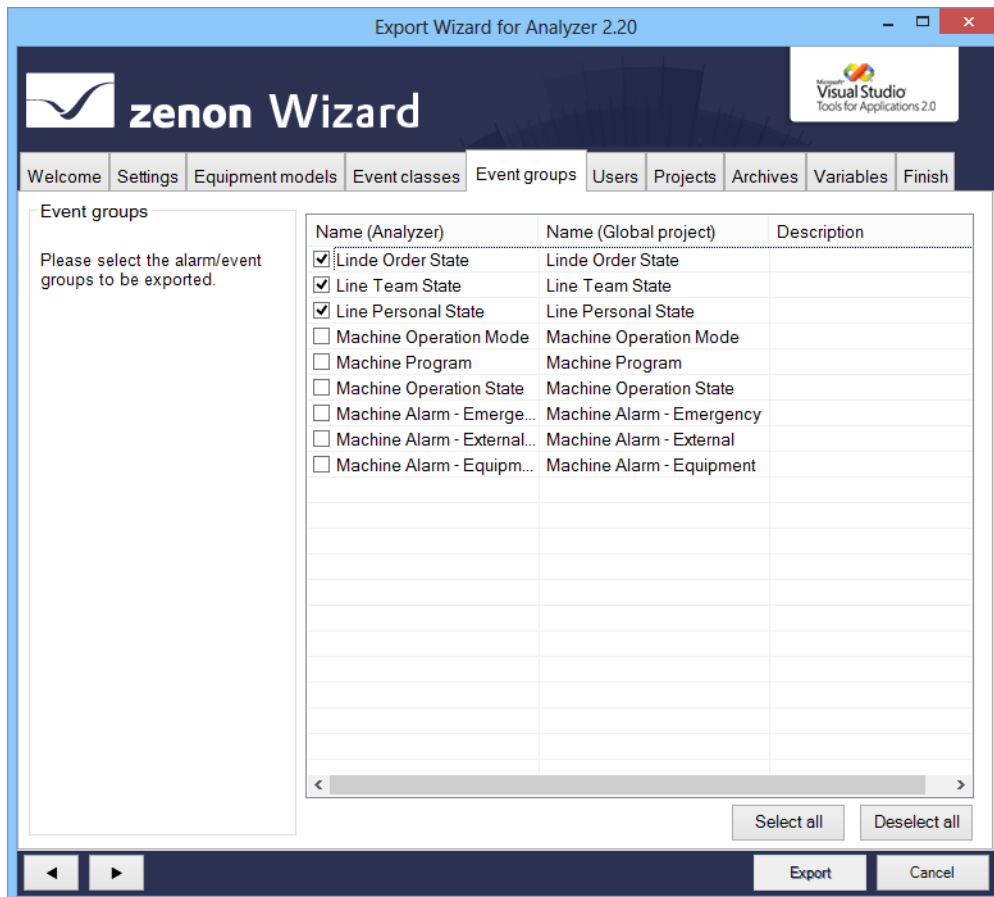 Export Wizard for Analyzer 2.20
zenon Wizard
Microsoft
Visual Studio
Tools for Applications 2.0
Welcome Settings Equipment models Event classes Event groups Users Projects Archives Variables Finish
Event groups
Please select the alarm/event
groups to be exported.
Name (Analyzer) Name (Global project) Description
Linde Order State Linde Order State
Line Team State Line Team State
Line Personal State Line Personal State
Machine Operation Mode Machine Operation Mode
Machine Program Machine Program
Machine Operation State Machine Operation State
Machine Alarm - Emerge... Machine Alarm - Emergency
Machine Alarm - External... Machine Alarm - External
Machine Alarm - Equipm... Machine Alarm - Equipment
Select all Deselect all
Export Cancel